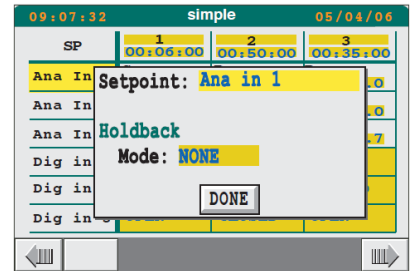 09:07:32 simple 05/04/06
SP 1 2 3
00:06:00 00:50:00 00:35:00
Ana In
Setpoint: Ana in 1
Ana In
Ana In
Holdback
Mode: NONE
Dig in
Dig in
DONE
Dig in